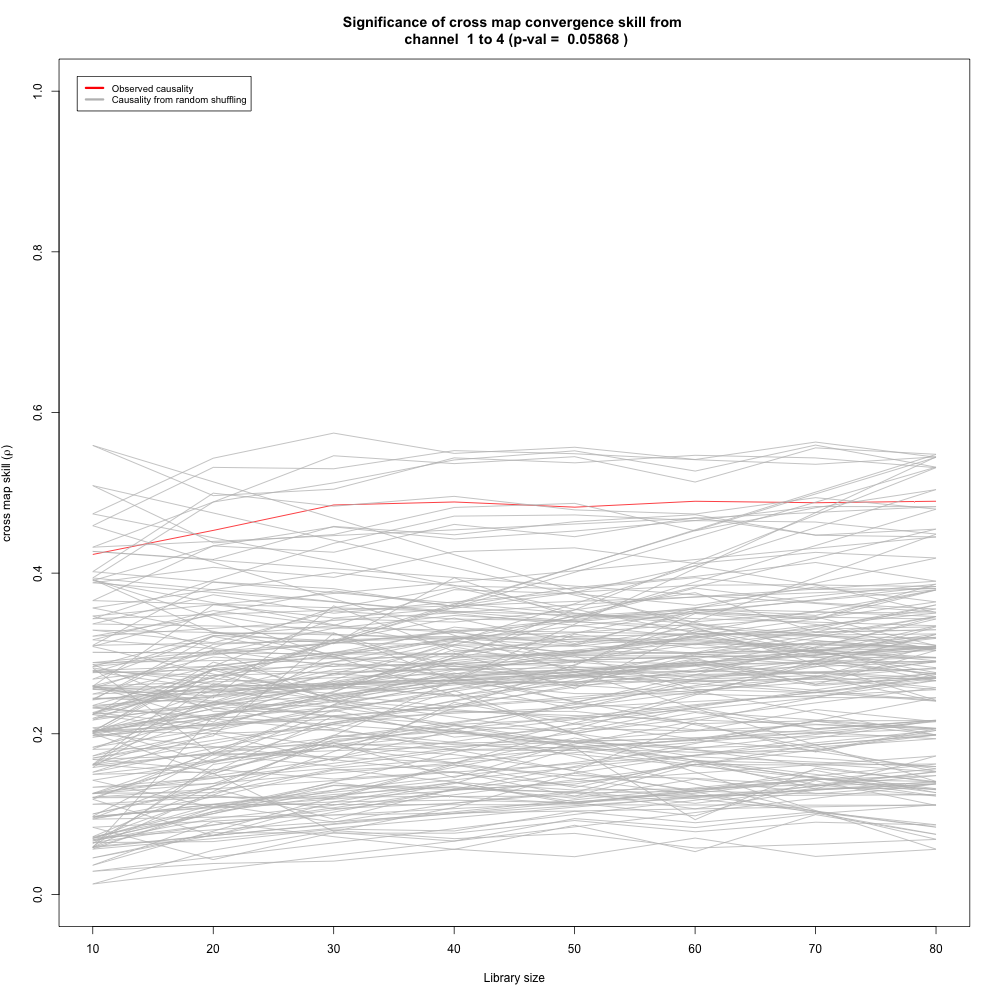 Significance of cross map convergence skill from
channel  1 to 4 (p-val =  0.05868 )
Observed causality
Causality from random shuffling
cross map skill (ρ)
1.0
0.8
0.6
0.4
0.2
0.0
10 20 30 40 50 60 70 80
Library size